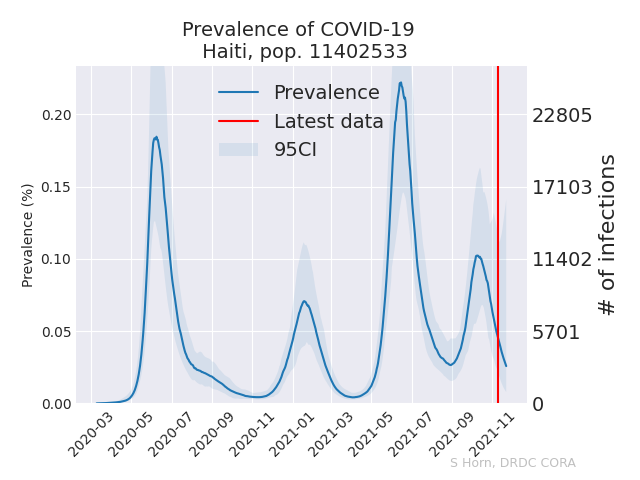 Prevalence of COVID-19
Haiti, pop. 11402533
Prevalence
Latest data
95CI
Prevalence (%)
0.20
0.15
0.10
0.05
0.00
22805
17103
11402
5701
0
# of infections
2020-03
2020-05
2020-07
2020-09
2020-11
2021-01
2021-03
2021-05
2021-07
2021-09
2021-11
S Horn, DRDC CORA